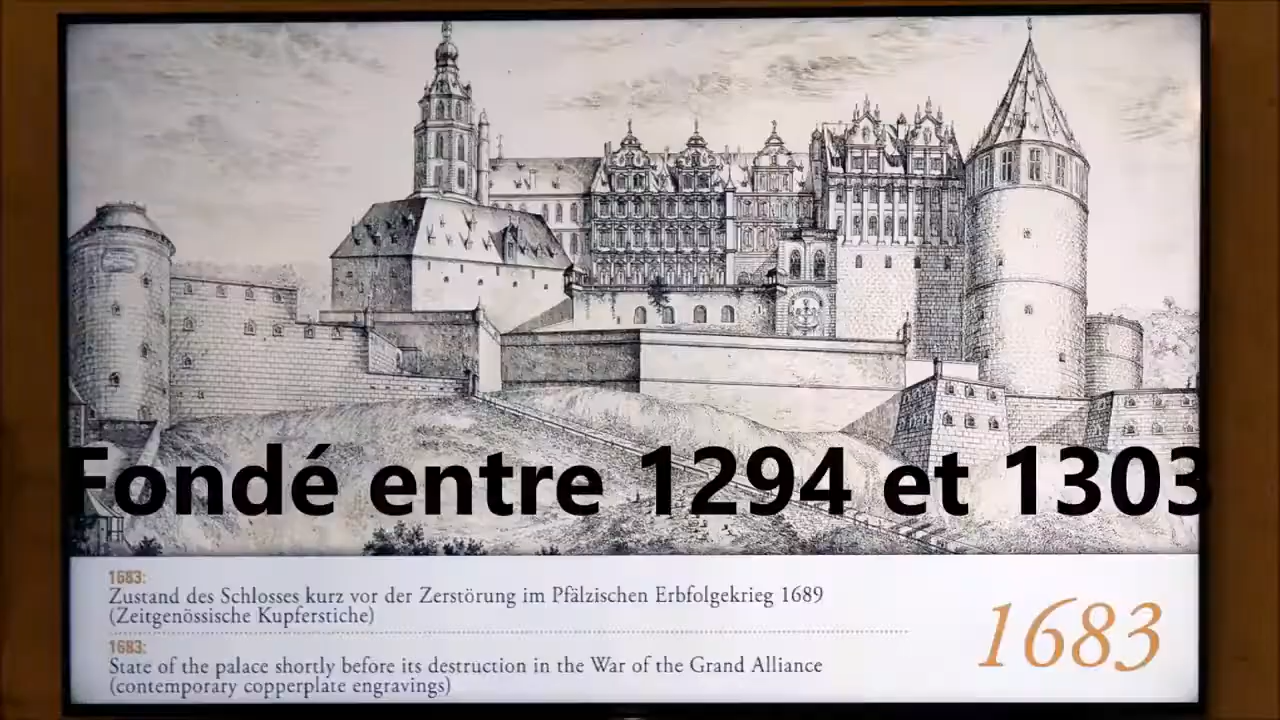 Fondé entre 1294 et 1303
1683:
Zustand des Schlosses kurz vor der Zerstörung im Pfälzischen Erbfolgekrieg 1689
(Zeitgenössische Kupferstiche)
1683:
State of the palace shortly before its destruction in the War of the Grand Alliance
(contemporary copperplate engravings)
1683